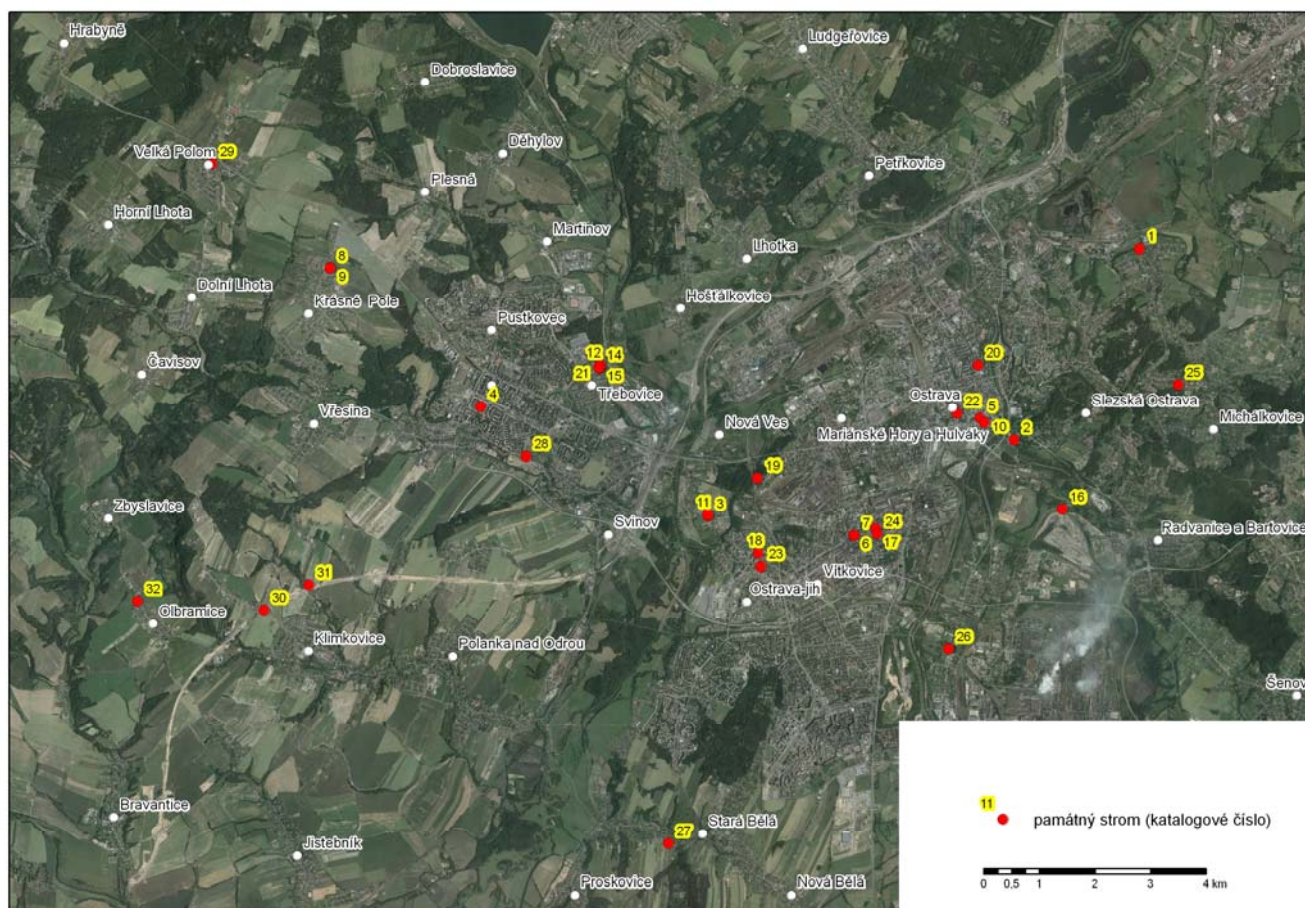 Hrabyně
Ludgeřovice
Dobroslavice
Děhylov
Velká Polom
29
Petřkovice
Plesná
Horní Lhota
Martinov
1
8
Lhotka
9
Dolní Lhota
Krásné Pole
Hošťálkovice
Pustkovec
12
14
20
Čavisov
21
15
25
Třebovice
4
Ostrava
22
5
Slezská Ostrava
Vřesina
10
Michálkovice
Nová Ves
Mariánské Hory a Hulváky
2
28
19
Zbyslavice
11
3
16
Svinov
7
24
Radvanice a Bartovice
18
6
17
23
Vítkovice
31
32
Ostrava-jih
30
Olbramice
Klimkovice
Polanka nad Odrou
26
Šenov
Bravantice
27
Stará Bělá
Jistebník
Proskovice
Nová Bělá
11
památný strom (katalogové číslo)
0 0,5 1 2 3 4 km